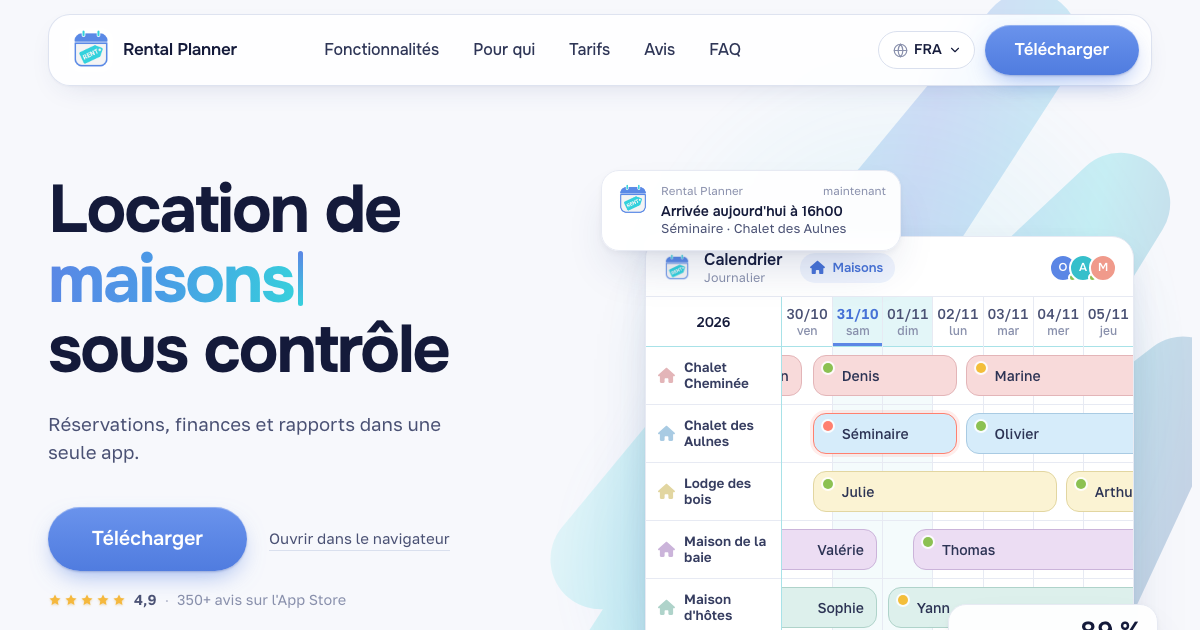 Rental Planner
Fonctionnalités
Pour qui
Tarifs
Avis
FAQ
FRA
Télécharger
Location de
maisons
sous contrôle
Réservations, finances et rapports dans une
seule app.
Télécharger
Ouvrir dans le navigateur
4,9 · 350+ avis sur l'App Store
Rental Planner maintenant
Arrivée aujourd'hui à 16h00
Séminaire · Chalet des Aulnes
Calendrier
Journalier
Maisons
O A M
2026
30/10 31/10 01/11 02/11 03/11 04/11 05/11
ven sam dim lun mar mer jeu
Chalet
Cheminée
n Denis Marine
Chalet des
Aulnes
Séminaire Olivier
Lodge des
bois
Julie Arthu
Maison de la
baie
Valérie Thomas
Maison
d'hôtes
Sophie Yann
89 %